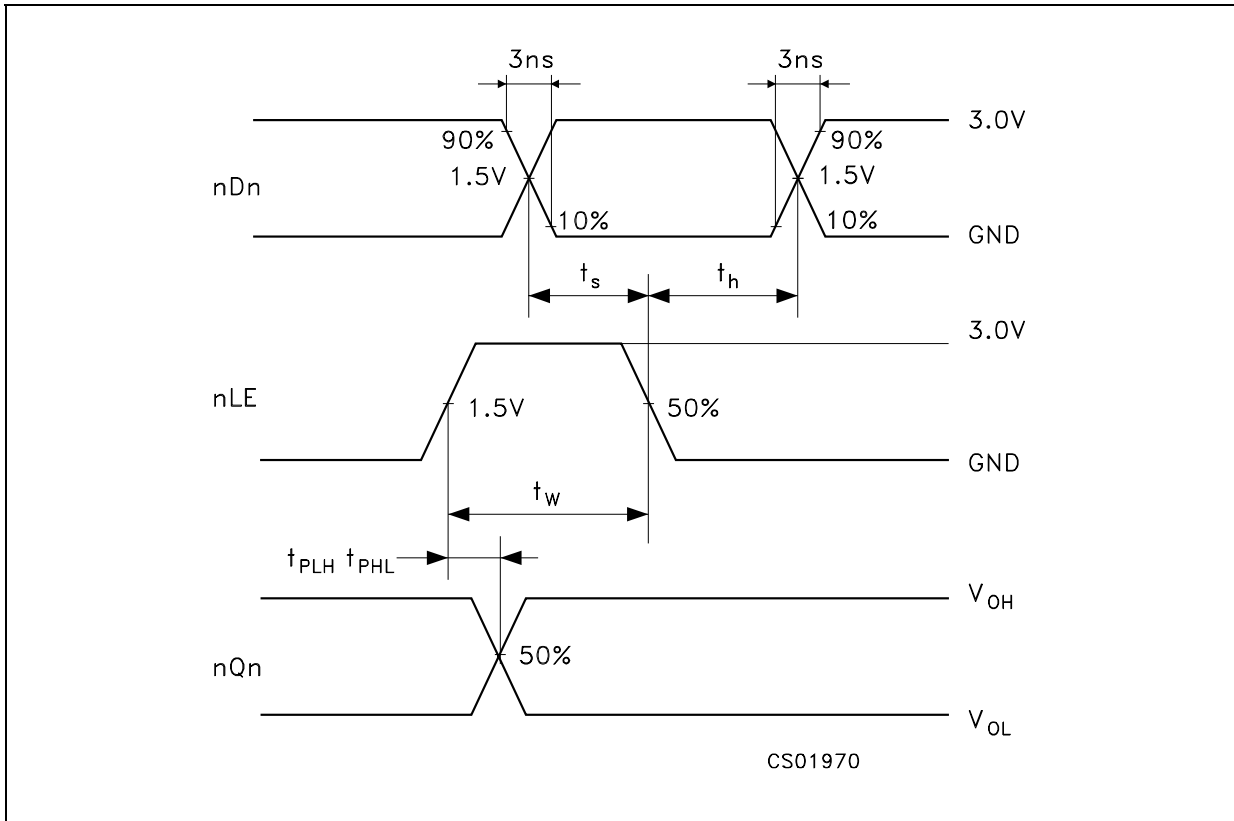 3ns 3ns
3.0V
90% 90%
nDn 1.5V 1.5V
10% 10%
GND
ts th
3.0V
nLE 1.5V 50%
GND
tW
tPLH tPHL
VOH
nQn 50%
VOL
CS01970